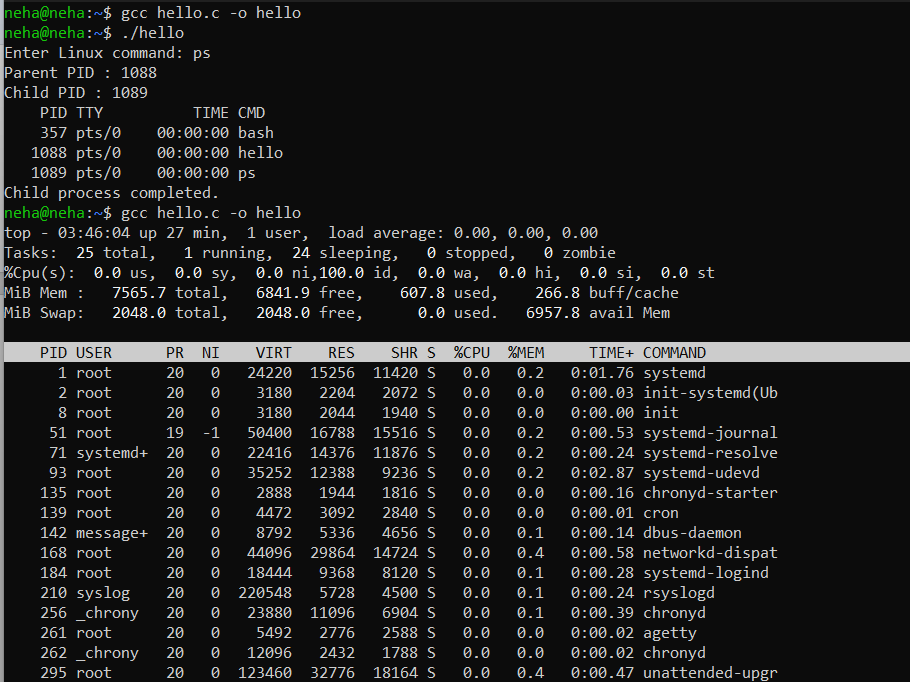 neha@neha:~$ gcc hello.c -o hello
neha@neha:~$ ./hello
Enter Linux command: ps
Parent PID : 1088
Child PID : 1089
    PID TTY          TIME CMD
    357 pts/0    00:00:00 bash
   1088 pts/0    00:00:00 hello
   1089 pts/0    00:00:00 ps
Child process completed.
neha@neha:~$ gcc hello.c -o hello
top - 03:46:04 up 27 min,  1 user,  load average: 0.00, 0.00, 0.00
Tasks:  25 total,   1 running,  24 sleeping,   0 stopped,   0 zombie
%Cpu(s):  0.0 us,  0.0 sy,  0.0 ni,100.0 id,  0.0 wa,  0.0 hi,  0.0 si,  0.0 st
MiB Mem :   7565.7 total,   6841.9 free,    607.8 used,    266.8 buff/cache
MiB Swap:   2048.0 total,   2048.0 free,      0.0 used.   6957.8 avail Mem
    PID USER      PR  NI    VIRT    RES    SHR S  %CPU  %MEM     TIME+ COMMAND
      1 root      20   0   24220  15256  11420 S   0.0   0.2   0:01.76 systemd
      2 root      20   0    3180   2204   2072 S   0.0   0.0   0:00.03 init-systemd(Ub
      8 root      20   0    3180   2044   1940 S   0.0   0.0   0:00.00 init
     51 root      19  -1   50400  16788  15516 S   0.0   0.2   0:00.53 systemd-journal
     71 systemd+  20   0   22416  14376  11876 S   0.0   0.2   0:00.24 systemd-resolve
     93 root      20   0   35252  12388   9236 S   0.0   0.2   0:02.87 systemd-udevd
    135 root      20   0    2888   1944   1816 S   0.0   0.0   0:00.16 chronyd-starter
    139 root      20   0    4472   3092   2840 S   0.0   0.0   0:00.01 cron
    142 message+  20   0    8792   5336   4656 S   0.0   0.1   0:00.14 dbus-daemon
    168 root      20   0   44096  29864  14724 S   0.0   0.4   0:00.58 networkd-dispat
    184 root      20   0   18444   9368   8120 S   0.0   0.1   0:00.28 systemd-logind
    210 syslog    20   0  220548   5728   4500 S   0.0   0.1   0:00.24 rsyslogd
    256 _chrony   20   0   23880  11096   6904 S   0.0   0.1   0:00.39 chronyd
    261 root      20   0    5492   2776   2588 S   0.0   0.0   0:00.02 agetty
    262 _chrony   20   0   12096   2432   1788 S   0.0   0.0   0:00.02 chronyd
    295 root      20   0  123460  32776  18164 S   0.0   0.4   0:00.47 unattended-upgr